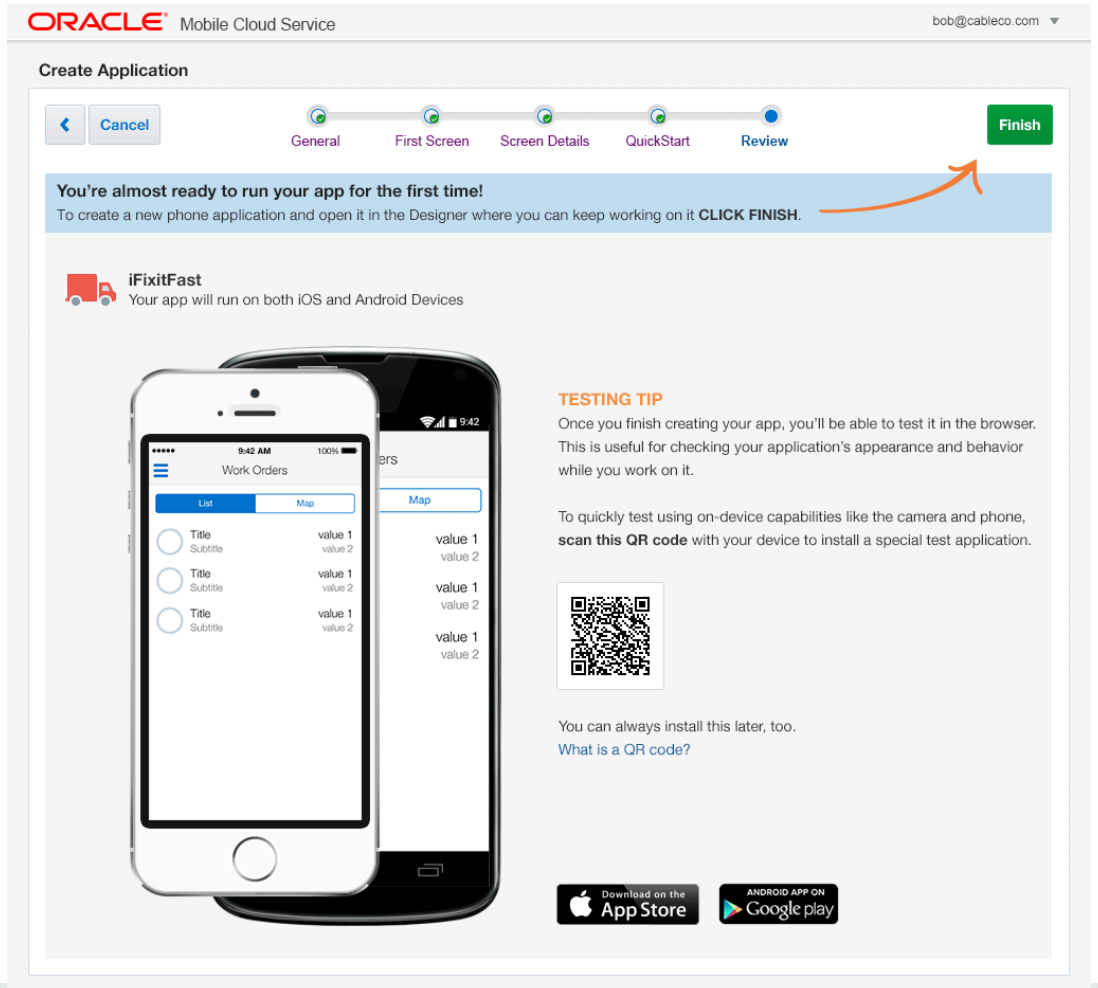 ORACLE® Mobile Cloud Service
bob@cableco.com
Create Application
Cancel
General
First Screen
Screen Details
QuickStart
Review
Finish
You're almost ready to run your app for the first time!
To create a new phone application and open it in the Designer where you can keep working on it CLICK FINISH.
iFixitFast
Your app will run on both iOS and Android Devices
9:42 AM
100%
Work Orders
List
Map
Title
value 1
Subtitle
value 2
Title
value 1
Subtitle
value 2
Title
value 1
Subtitle
value 2
9:42
ers
Map
value 1
value 2
value 1
value 2
value 1
value 2
TESTING TIP
Once you finish creating your app, you'll be able to test it in the browser.
This is useful for checking your application's appearance and behavior
while you work on it.
To quickly test using on-device capabilities like the camera and phone,
scan this QR code with your device to install a special test application.
You can always install this later, too.
What is a QR code?
Download on the
App Store
ANDROID APP ON
Google play